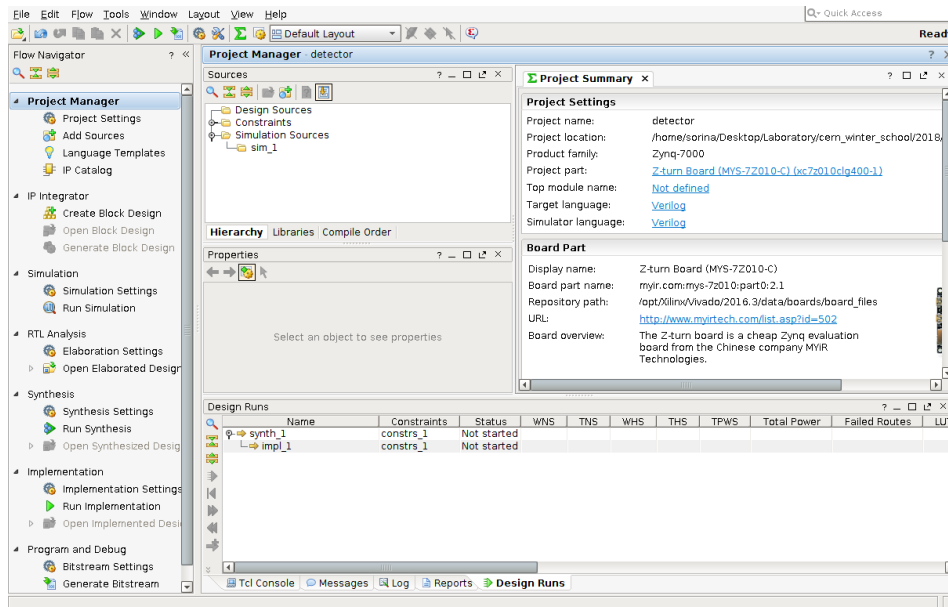 File Edit Flow Tools Window Layout View Help
Quick Access
Default Layout
Flow Navigator ? «
Project Manager
Project Settings
Add Sources
Language Templates
IP Catalog
IP Integrator
Create Block Design
Open Block Design
Generate Block Design
Simulation
Simulation Settings
Run Simulation
RTL Analysis
Elaboration Settings
Open Elaborated Design
Synthesis
Synthesis Settings
Run Synthesis
Open Synthesized Desig
Implementation
Implementation Settings
Run Implementation
Open Implemented Desi
Program and Debug
Bitstream Settings
Generate Bitstream
Project Manager - detector
Sources
Design Sources
Constraints
Simulation Sources
sim_1
Hierarchy Libraries Compile Order
Properties
Select an object to see properties
Σ Project Summary ×
Project Settings
Project name: detector
Project location: /home/sorina/Desktop/Laboratory/cern_winter_school/2018/
Product family: Zynq-7000
Project part: Z-turn Board (MYS-7Z010-C) (xc7z010clg400-1)
Top module name: Not defined
Target language: Verilog
Simulator language: Verilog
Board Part
Display name: Z-turn Board (MYS-7Z010-C)
Board part name: myir.com:mys-7z010:part0:2.1
Repository path: /opt/Xilinx/Vivado/2016.3/data/boards/board_files
URL: http://www.myirtech.com/list.asp?id=502
Board overview: The Z-turn board is a cheap Zynq evaluation
board from the Chinese company MYiR
Technologies.
Design Runs
Name Constraints Status WNS TNS WHS THS TPWS Total Power Failed Routes LU
synth_1 constrs_1 Not started
impl_1 constrs_1 Not started
Tcl Console Messages Log Reports Design Runs